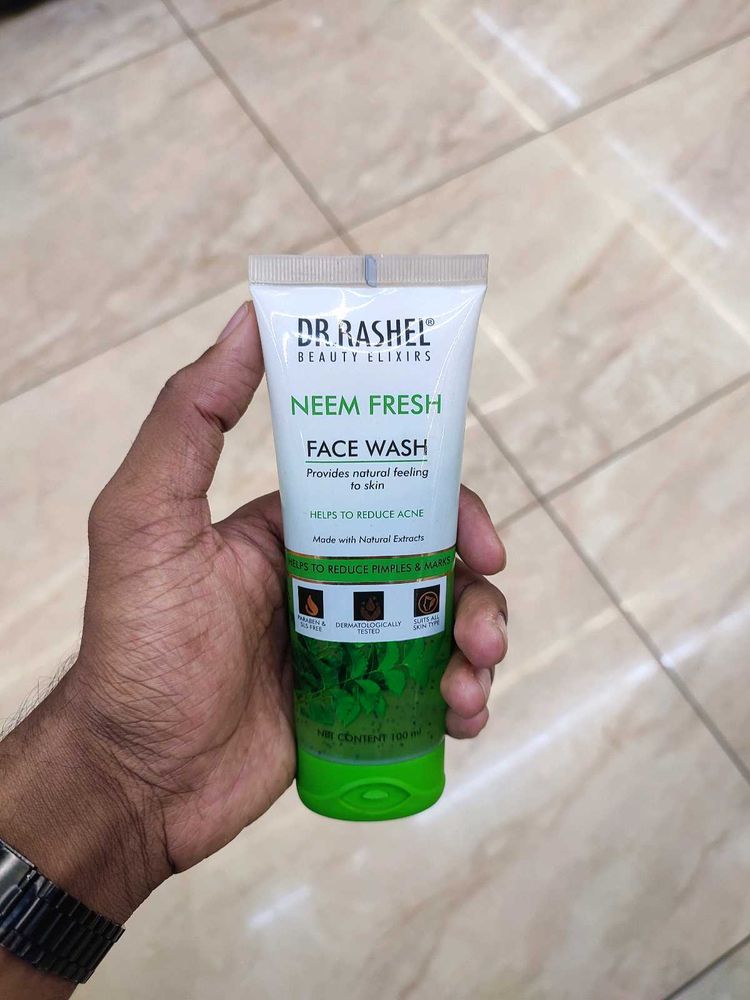 DR.RASHEL®
BEAUTY ELIXIRS
NEEM FRESH
FACE WASH
Provides natural feeling
to skin
HELPS TO REDUCE ACNE
Made with Natural Extracts
HELPS TO REDUCE PIMPLES & MARKS
PARABEN &
SLS FREE
DERMATOLOGICALLY
TESTED
SUITS ALL
SKIN TYPE
NET CONTENT 100 ml